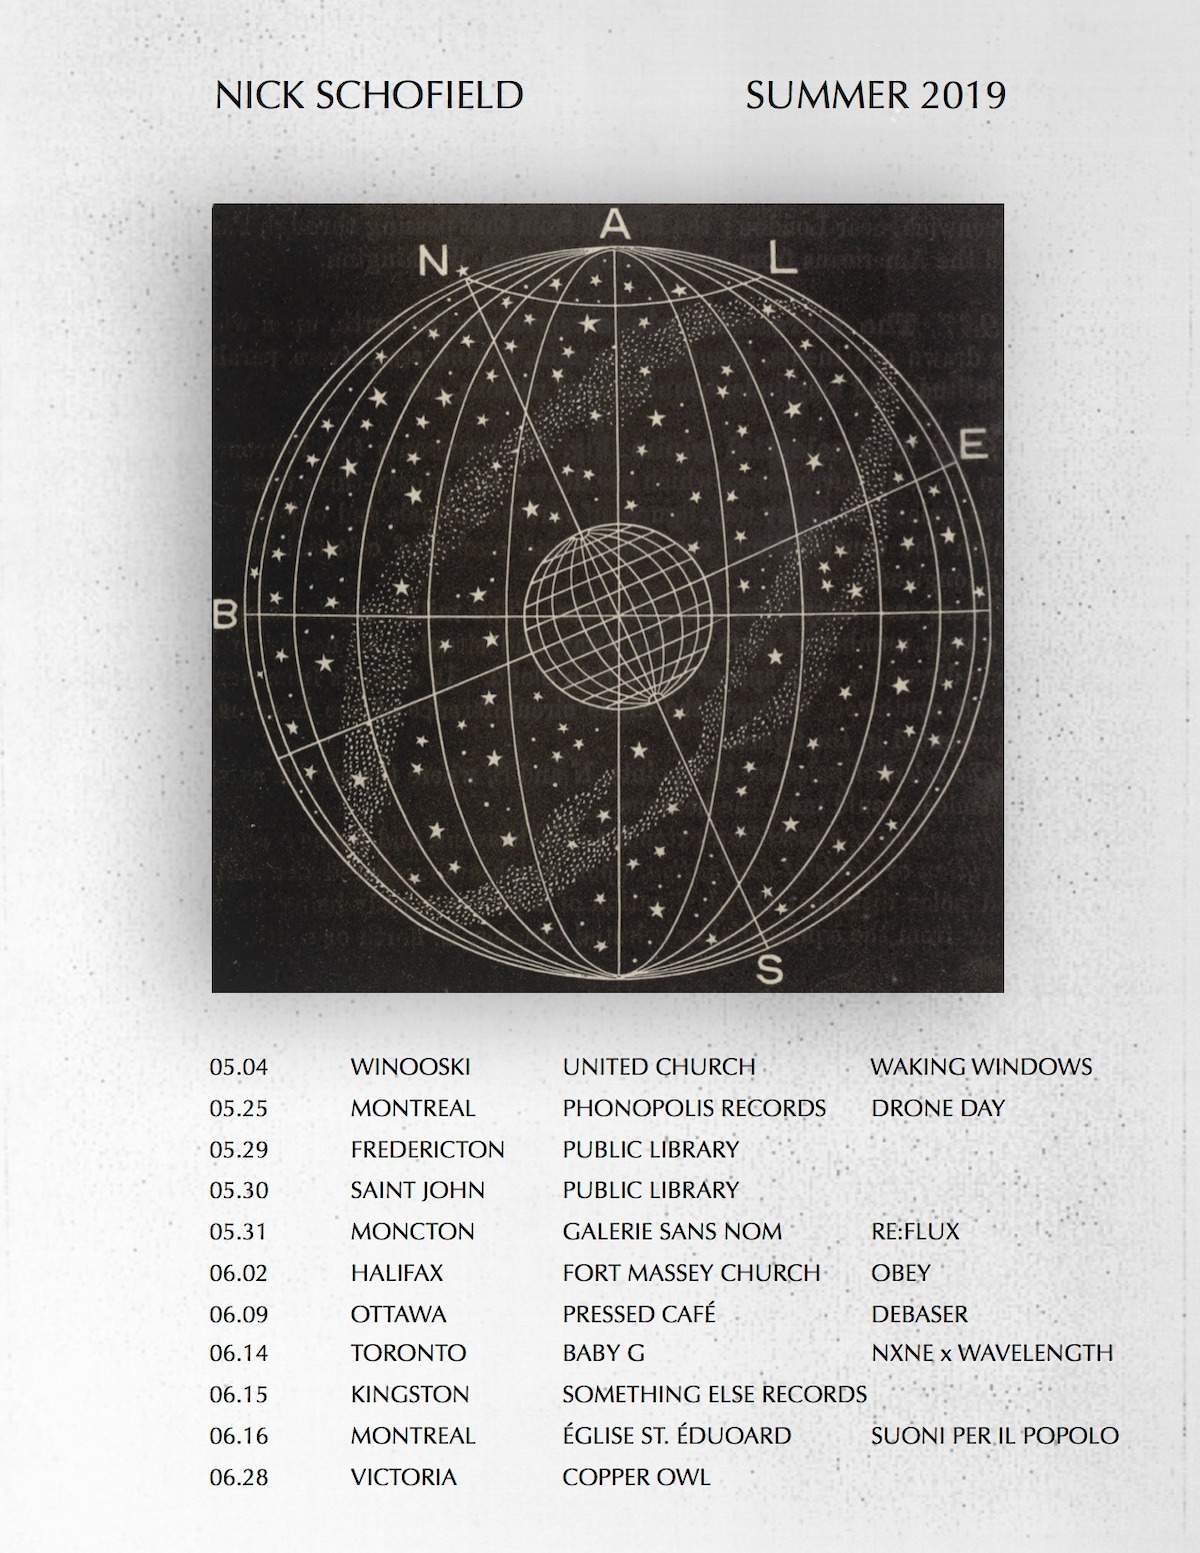 NICK SCHOFIELD SUMMER 2019
A
N L
E
B
S
05.04 WINOOSKI UNITED CHURCH WAKING WINDOWS
05.25 MONTREAL PHONOPOLIS RECORDS DRONE DAY
05.29 FREDERICTON PUBLIC LIBRARY
05.30 SAINT JOHN PUBLIC LIBRARY
05.31 MONCTON GALERIE SANS NOM RE:FLUX
06.02 HALIFAX FORT MASSEY CHURCH OBEY
06.09 OTTAWA PRESSED CAFÉ DEBASER
06.14 TORONTO BABY G NXNE x WAVELENGTH
06.15 KINGSTON SOMETHING ELSE RECORDS
06.16 MONTREAL ÉGLISE ST. ÉDUOARD SUONI PER IL POPOLO
06.28 VICTORIA COPPER OWL